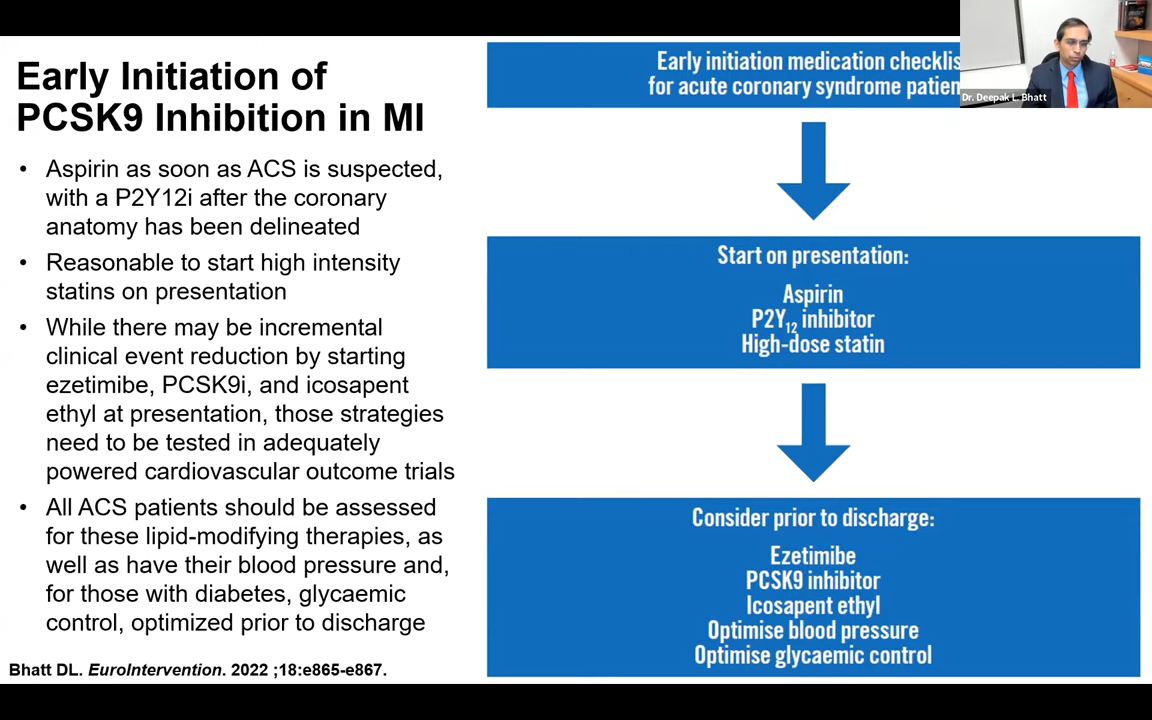 Early Initiation of
PCSK9 Inhibition in MI
• Aspirin as soon as ACS is suspected,
with a P2Y12i after the coronary
anatomy has been delineated
• Reasonable to start high intensity
statins on presentation
• While there may be incremental
clinical event reduction by starting
ezetimibe, PCSK9i, and icosapent
ethyl at presentation, those strategies
need to be tested in adequately
powered cardiovascular outcome trials
• All ACS patients should be assessed
for these lipid-modifying therapies, as
well as have their blood pressure and,
for those with diabetes, glycaemic
control, optimized prior to discharge
Bhatt DL. EuroIntervention. 2022 ;18:e865-e867.
Early initiation medication checklis
for acute coronary syndrome patien
Dr. Deepak L. Bhatt
Start on presentation:
Aspirin
P2Y₁₂ inhibitor
High-dose statin
Consider prior to discharge:
Ezetimibe
PCSK9 inhibitor
Icosapent ethyl
Optimise blood pressure
Optimise glycaemic control